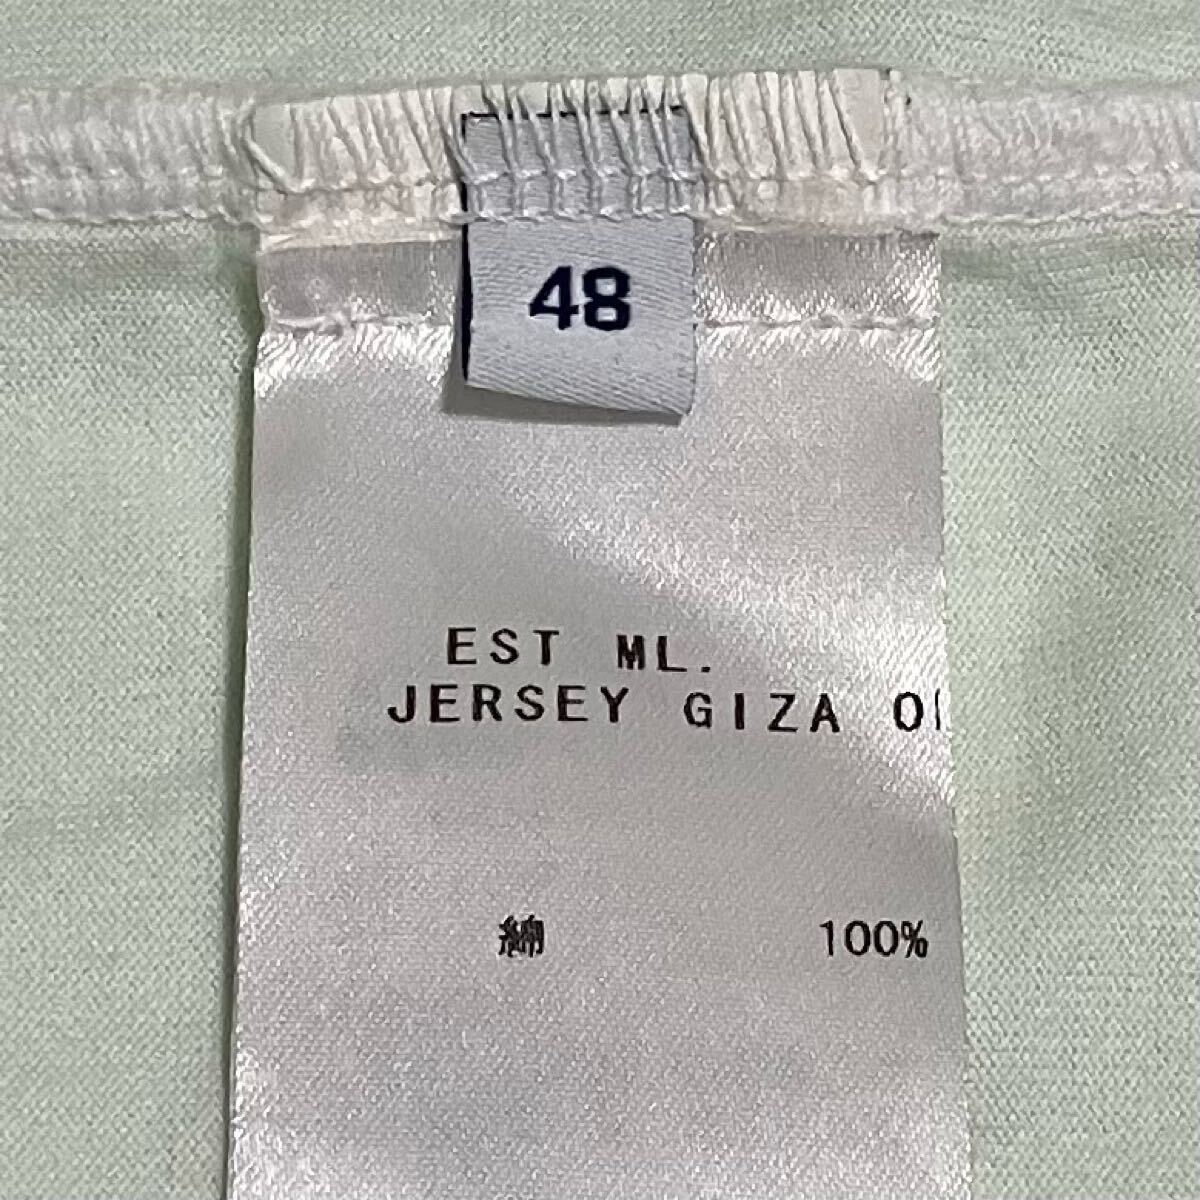 48
EST ML.
JERSEY GIZA
綿 100%